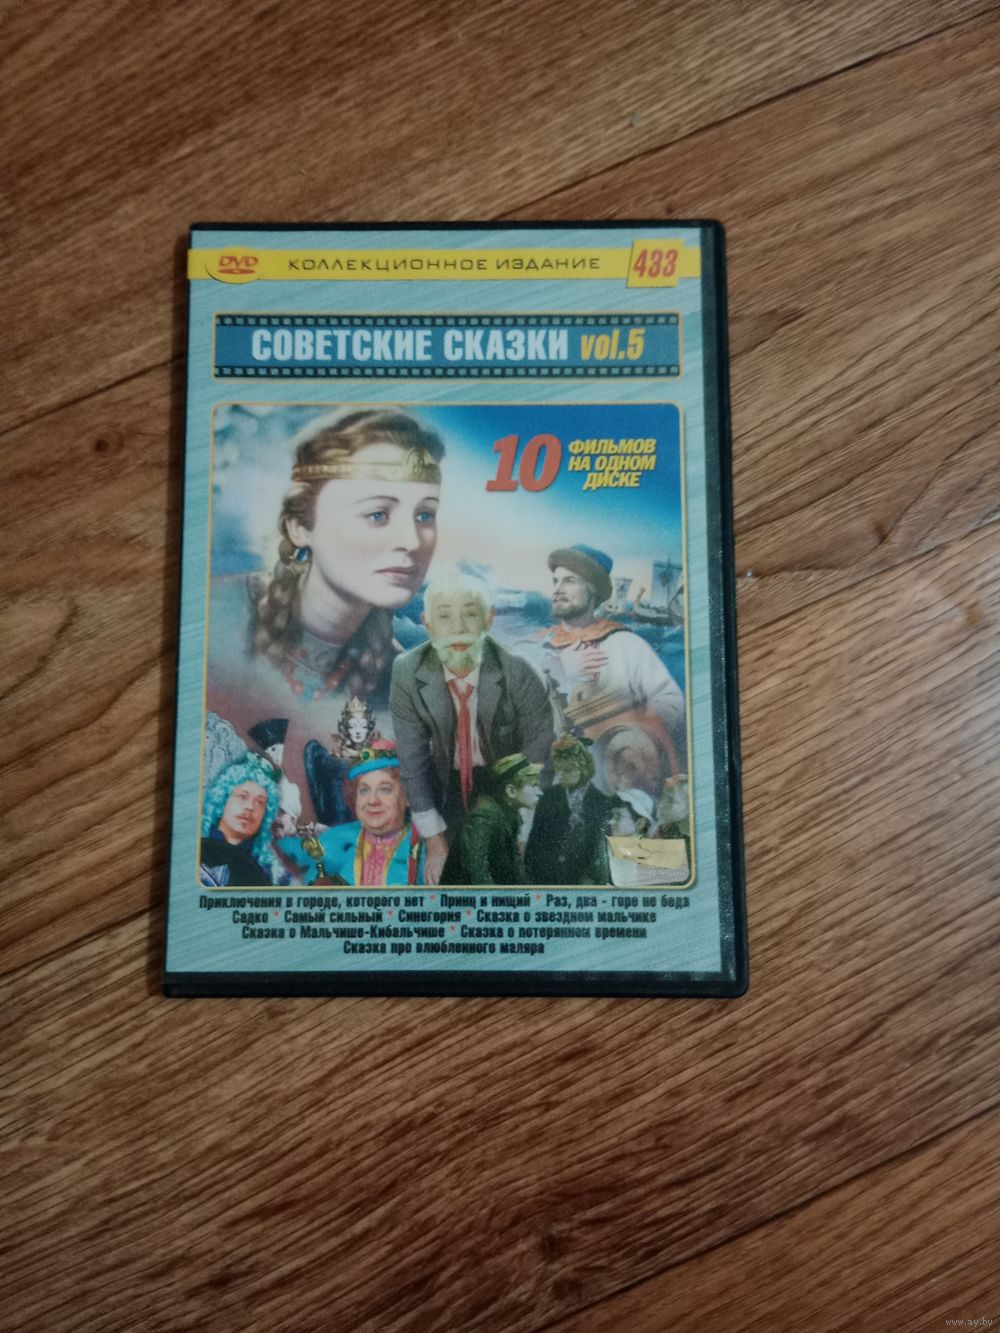 DVD КОЛЛЕКЦИОННОЕ ИЗДАНИЕ 433
СОВЕТСКИЕ СКАЗКИ vol.5
10 ФИЛЬМОВ
НА ОДНОМ
ДИСКЕ
Приключения в городе, которого нет * Принц и нищий * Раз, два - горе не беда
Садко * Самый сильный * Синегория * Сказка о звездном мальчике
Сказка о Мальчише-Кибальчише * Сказка о потерянном времени
Сказка про влюбленного маляра
www.ay.by